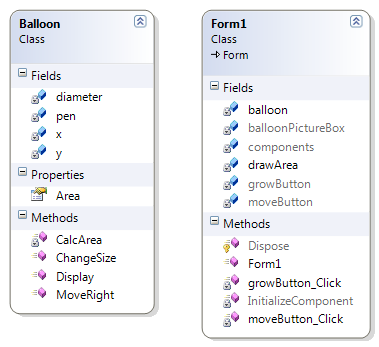 Balloon
Class
Fields
diameter
pen
x
y
Properties
Area
Methods
CalcArea
ChangeSize
Display
MoveRight
Form1
Class
Form
Fields
balloon
balloonPictureBox
components
drawArea
growButton
moveButton
Methods
Dispose
Form1
growButton_Click
InitializeComponent
moveButton_Click